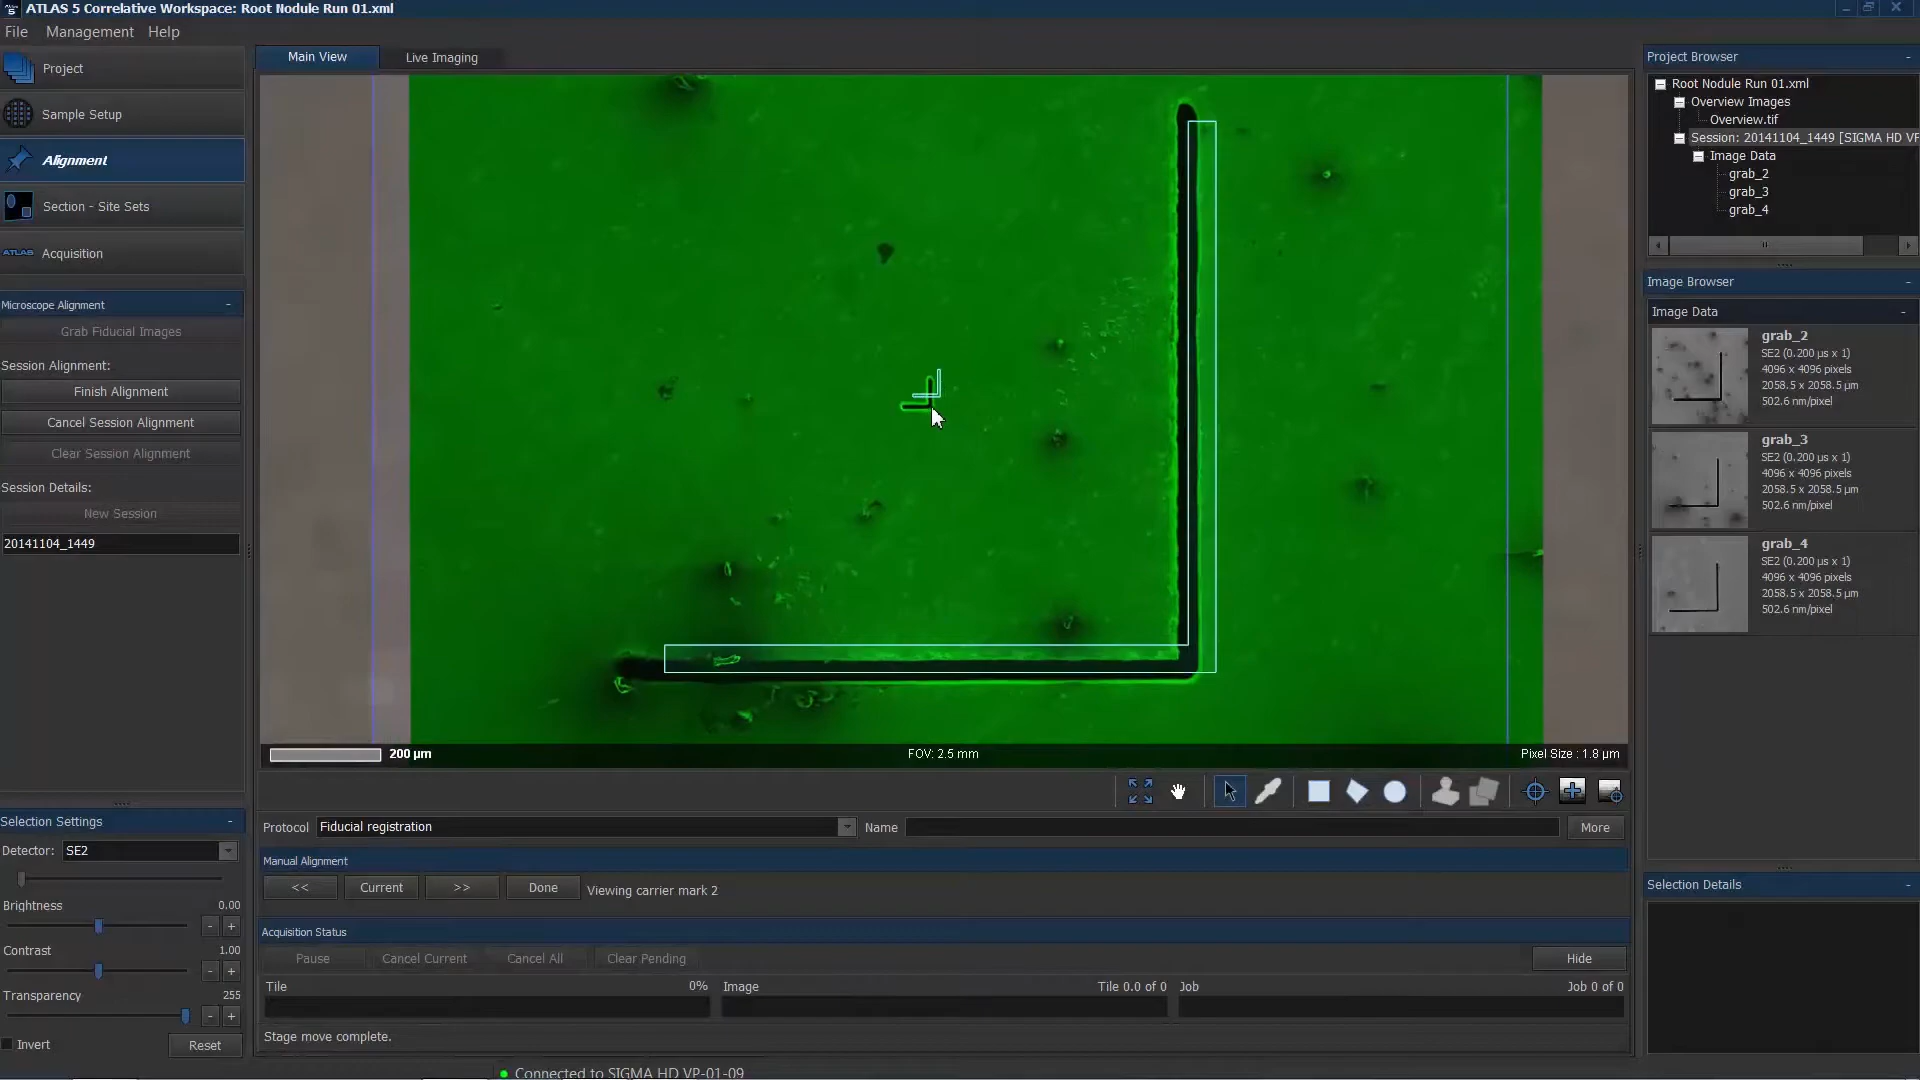 ATLAS 5 Correlative Workspace: Root Nodule Run 01.xml
File Management Help
Project
Sample Setup
Alignment
Section - Site Sets
ATLAS Acquisition
Microscope Alignment -
Grab Fiducial Images
Session Alignment:
Finish Alignment
Cancel Session Alignment
Clear Session Alignment
Session Details:
New Session
20141104_1449
Selection Settings -
Detector: SE2
Brightness 0.00
- +
Contrast 1.00
- +
Transparency 255
- +
Invert Reset
Main View Live Imaging
200 µm FOV: 2.5 mm Pixel Size : 1.8 µm
Protocol Fiducial registration Name More
Manual Alignment
<< Current >> Done Viewing carrier mark 2
Acquisition Status
Pause Cancel Current Cancel All Clear Pending Hide
Tile 0% Image Tile 0.0 of 0 Job Job 0 of 0
Stage move complete.
Connected to SIGMA HD VP-01-09
Project Browser -
Root Nodule Run 01.xml
Overview Images
Overview.tif
Session: 20141104_1449 [SIGMA HD VP
Image Data
grab_2
grab_3
grab_4
Image Browser -
Image Data -
grab_2
SE2 (0.200 µs x 1)
4096 x 4096 pixels
2058.5 x 2058.5 µm
502.6 nm/pixel
grab_3
SE2 (0.200 µs x 1)
4096 x 4096 pixels
2058.5 x 2058.5 µm
502.6 nm/pixel
grab_4
SE2 (0.200 µs x 1)
4096 x 4096 pixels
2058.5 x 2058.5 µm
502.6 nm/pixel
Selection Details -